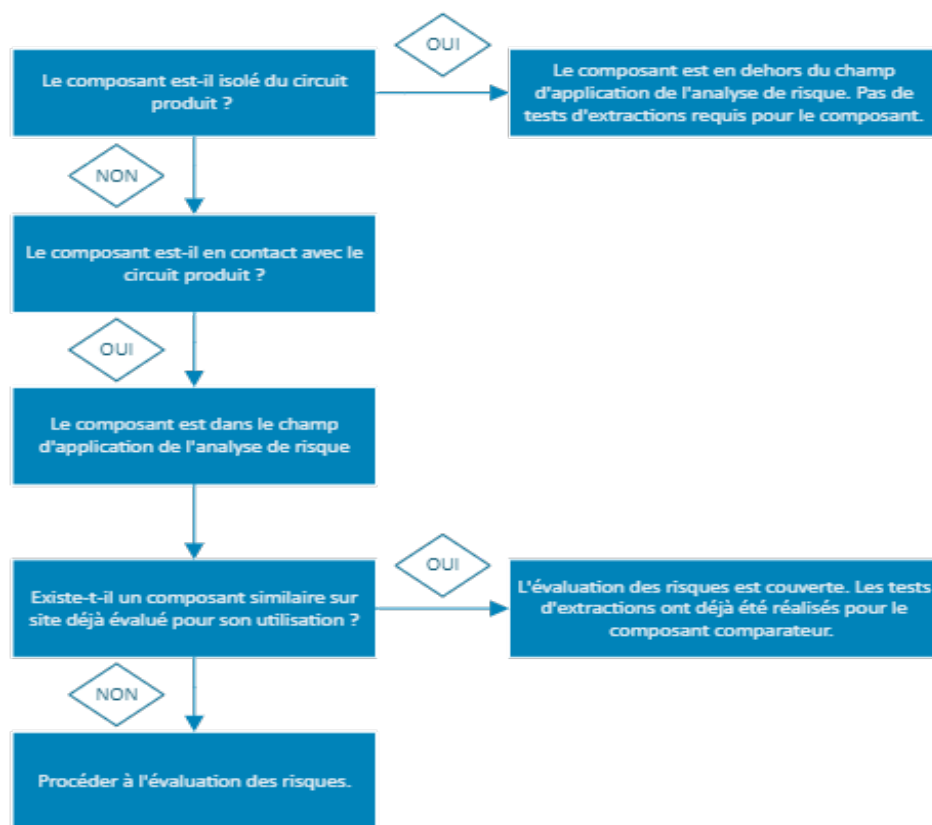 OUI
Le composant est-il isolé du circuit
produit ?
Le composant est en dehors du champ
d'application de l'analyse de risque. Pas de
tests d'extractions requis pour le composant.
NON
Le composant est-il en contact avec le
circuit produit ?
OUI
Le composant est dans le champ
d'application de l'analyse de risque
OUI
Existe-t-il un composant similaire sur
site déjà évalué pour son utilisation ?
L'évaluation des risques est couverte. Les tests
d'extractions ont déjà été réalisés pour le
composant comparateur.
NON
Procéder à l'évaluation des risques.